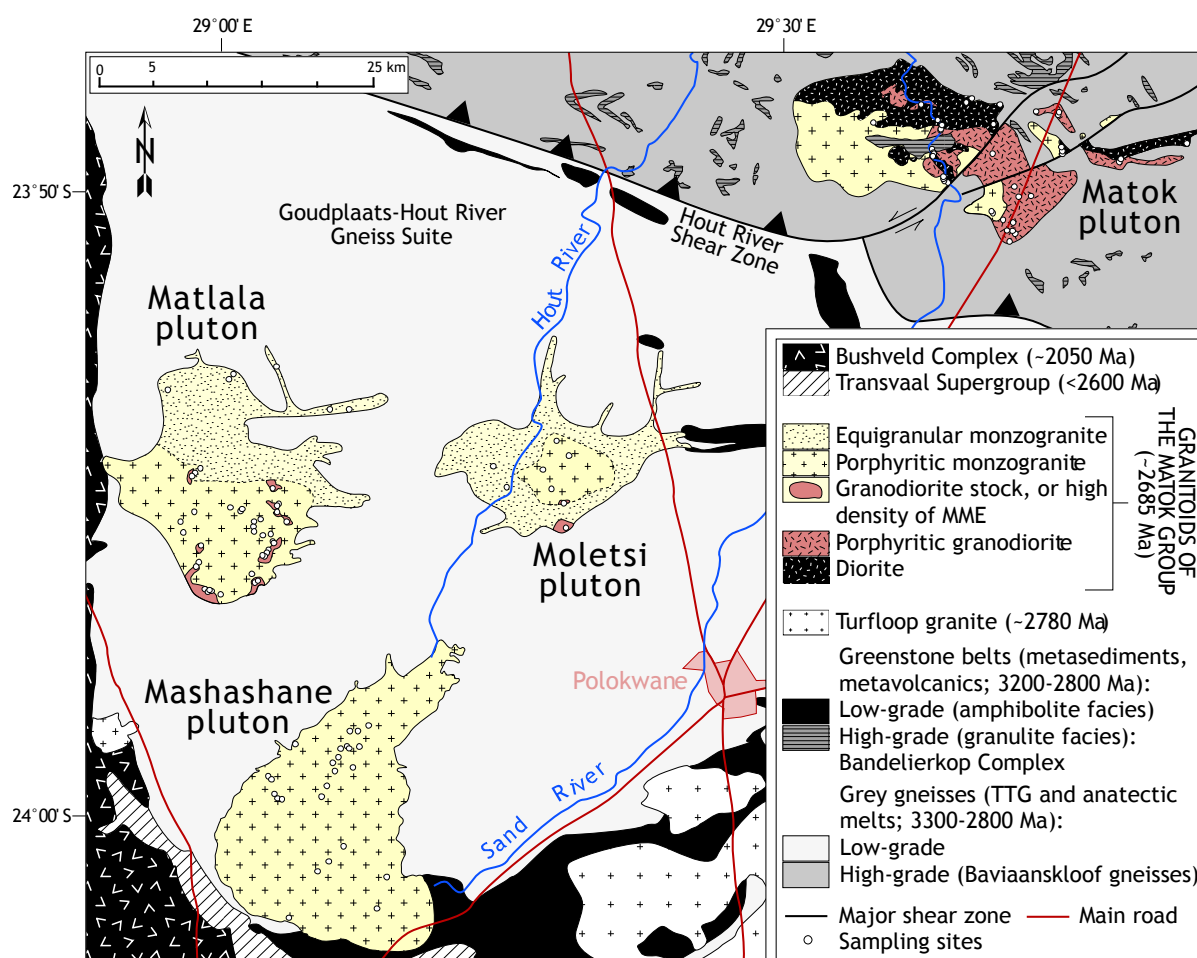 29°00' E
29°30' E
0 5 25 km
N
23°50' S
Goudplaats-Hout River
Gneiss Suite
Hout River
Hout River
Shear Zone
Matok
pluton
Matlala
pluton
Moletsi
pluton
Mashashane
pluton
Polokwane
24°00' S
Sand River
Bushveld Complex (~2050 Ma)
Transvaal Supergroup (<2600 Ma)
Equigranular monzogranite
Porphyritic monzogranite
Granodiorite stock, or high
density of MME
Porphyritic granodiorite
Diorite
GRANITOIDS OF
THE MATOK GROUP
(~2685 Ma)
Turfloop granite (~2780 Ma)
Greenstone belts (metasediments,
metavolcanics; 3200-2800 Ma):
Low-grade (amphibolite facies)
High-grade (granulite facies):
Bandelierkop Complex
Grey gneisses (TTG and anatectic
melts; 3300-2800 Ma):
Low-grade
High-grade (Baviaanskloof gneisses)
Major shear zone
Main road
Sampling sites